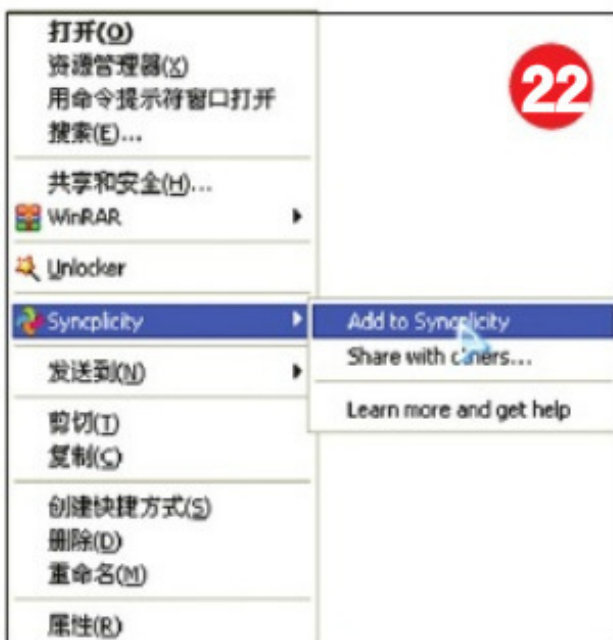 打开(O)
资源管理器(X)
用命令提示符窗口打开
搜索(E)...
共享和安全(H)...
WinRAR
Unlocker
Syncplicity
发送到(N)
剪切(T)
复制(C)
创建快捷方式(S)
删除(D)
重命名(M)
属性(R)
22
Add to Syncplicity
Share with others...
Learn more and get help